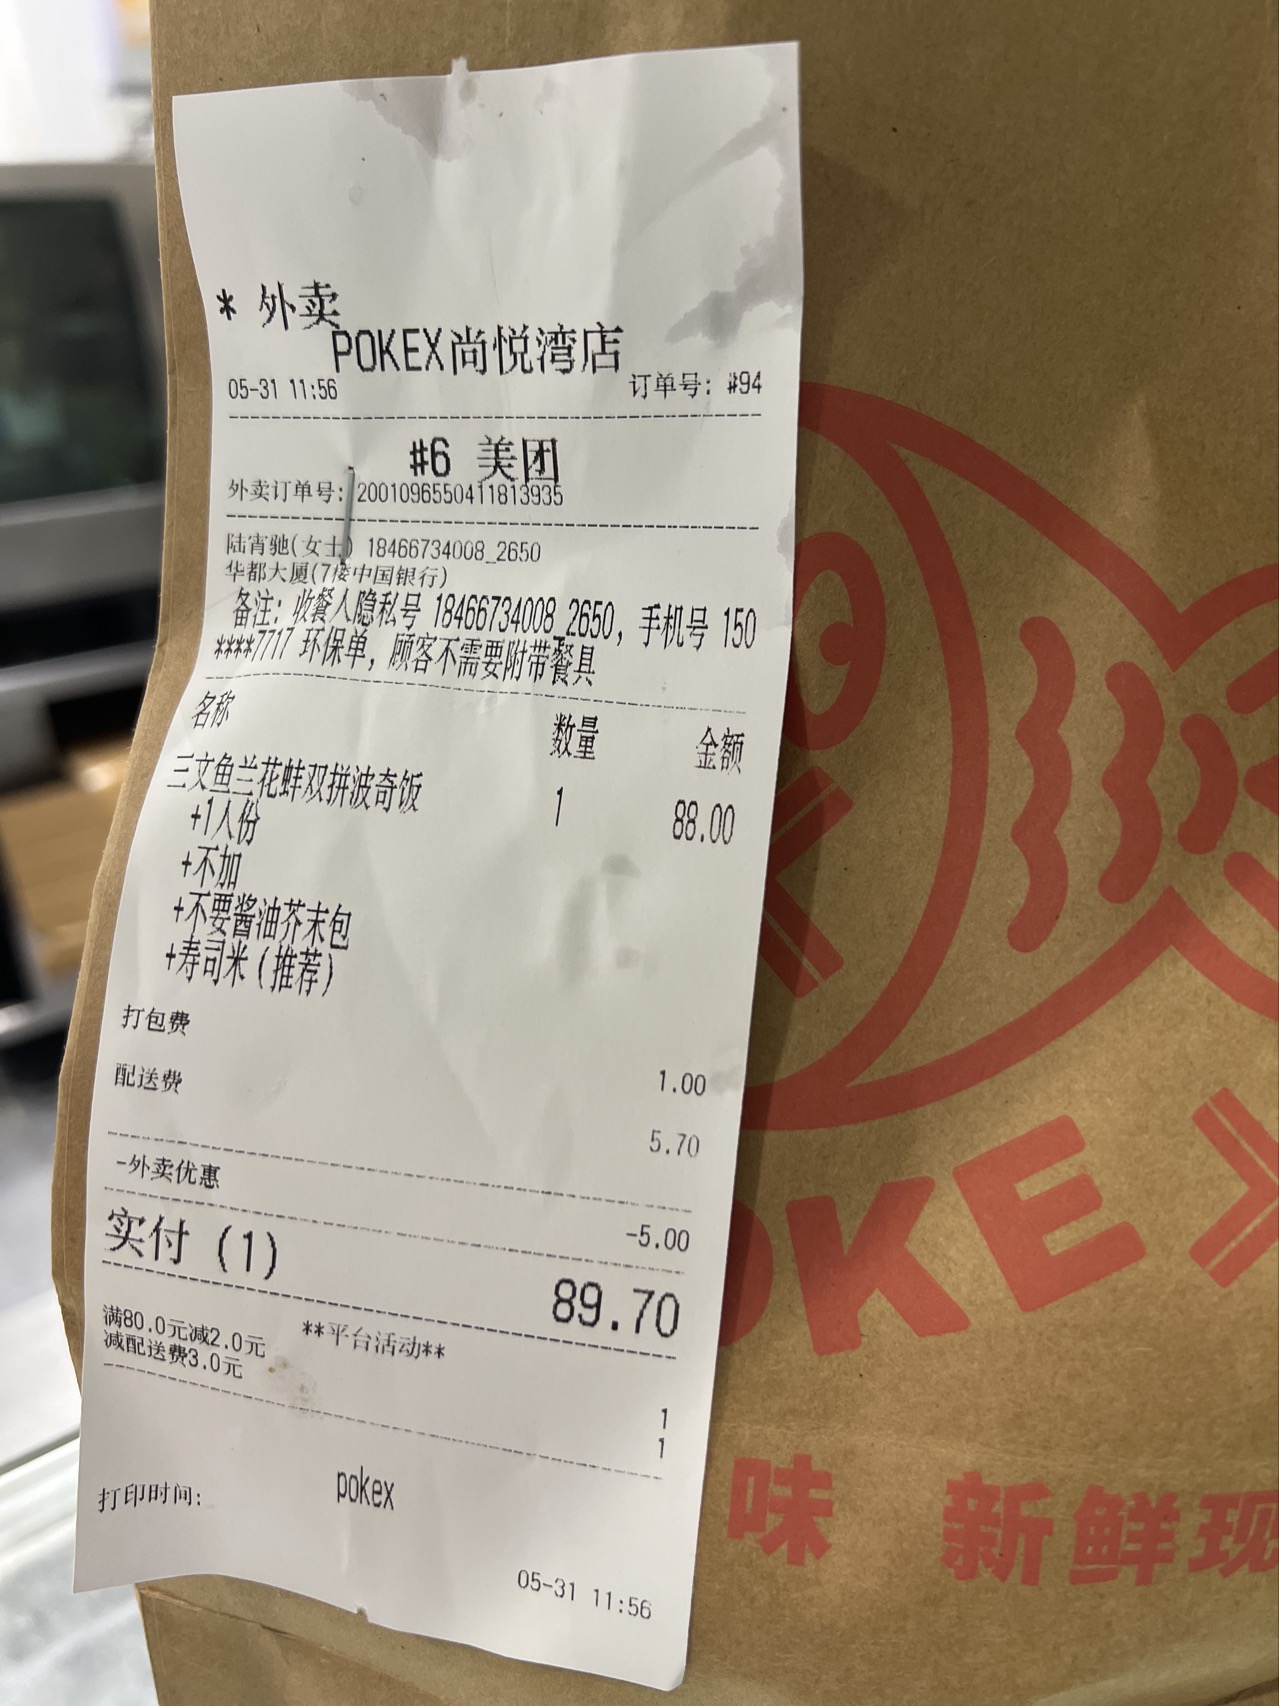 * 外卖
POKEX尚悦湾店
05-31 11:56
订单号: #94
#6 美团
外卖订单号: 2001096550411813935
陆宵驰(女士) 18466734008_2650
华都大厦(7楼中国银行)
备注: 收餐人隐私号 18466734008_2650, 手机号 150
****7717 环保单, 顾客不需要附带餐具
名称 数量 金额
三文鱼兰花蚌双拼波奇饭 1 88.00
+1人份
+不加
+不要酱油芥末包
+寿司米(推荐)
打包费 1.00
配送费 5.70
-外卖优惠 -5.00
实付 (1) 89.70
**平台活动**
满80.0元减2.0元 1
减配送费3.0元 1
pokex
打印时间: 05-31 11:56
POKE
味 新鲜现